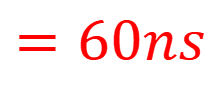 = 60ns